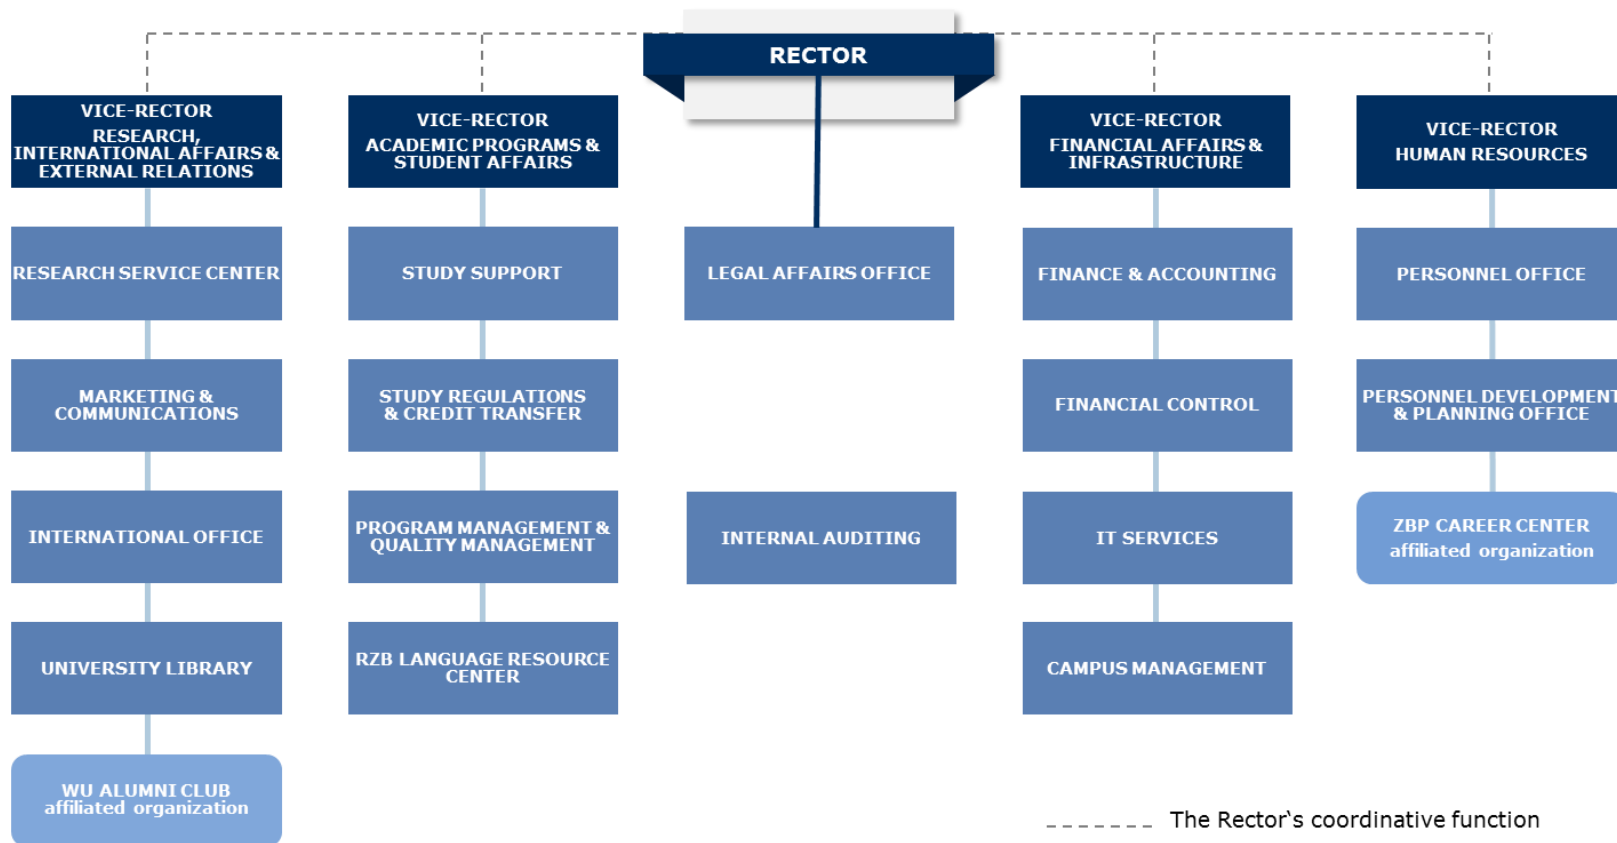 RECTOR
VICE-RECTOR
RESEARCH,
INTERNATIONAL AFFAIRS &
EXTERNAL RELATIONS
VICE-RECTOR
ACADEMIC PROGRAMS &
STUDENT AFFAIRS
VICE-RECTOR
FINANCIAL AFFAIRS &
INFRASTRUCTURE
VICE-RECTOR
HUMAN RESOURCES
RESEARCH SERVICE CENTER
STUDY SUPPORT
LEGAL AFFAIRS OFFICE
FINANCE & ACCOUNTING
PERSONNEL OFFICE
MARKETING &
COMMUNICATIONS
STUDY REGULATIONS
& CREDIT TRANSFER
FINANCIAL CONTROL
PERSONNEL DEVELOPMENT
& PLANNING OFFICE
INTERNATIONAL OFFICE
PROGRAM MANAGEMENT &
QUALITY MANAGEMENT
INTERNAL AUDITING
IT SERVICES
ZBP CAREER CENTER
affiliated organization
UNIVERSITY LIBRARY
RZB LANGUAGE RESOURCE
CENTER
CAMPUS MANAGEMENT
WU ALUMNI CLUB
affiliated organization
The Rector‘s coordinative function